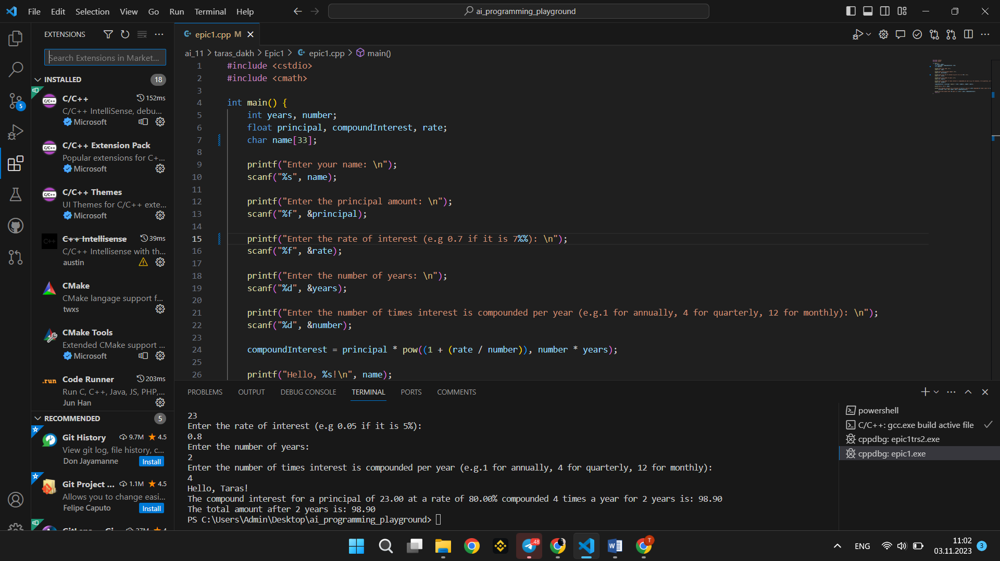 File Edit Selection View Go Run Terminal Help
ai_programming_playground
EXTENSIONS
Search Extensions in Market...
INSTALLED 18
C/C++ 152ms
C/C++ IntelliSense, debu...
Microsoft
C/C++ Extension Pack
Popular extensions for C+...
Microsoft
C/C++ Themes
UI Themes for C/C++ exte...
Microsoft
C++ Intellisense 39ms
C/C++ Intellisense with th...
austin
CMake
CMake langage support f...
twxs
CMake Tools
Extended CMake support ...
Microsoft
Code Runner 203ms
Run C, C++, Java, JS, PHP,...
Jun Han
RECOMMENDED 5
Git History 9.7M 4.5
View git log, file history, c...
Don Jayamanne Install
Git Project ... 1.1M 4.5
Allows you to change easi...
Felipe Caputo Install
5
epic1.cpp M
ai_11 > taras_dakh > Epic1 > epic1.cpp > main()
1 #include <cstdio>
2 #include <cmath>
3
4 int main() {
5 int years, number;
6 float principal, compoundInterest, rate;
7 char name[33];
8
9 printf("Enter your name: \n");
10 scanf("%s", name);
11
12 printf("Enter the principal amount: \n");
13 scanf("%f", &principal);
14
15 printf("Enter the rate of interest (e.g 0.7 if it is 7%%): \n");
16 scanf("%f", &rate);
17
18 printf("Enter the number of years: \n");
19 scanf("%d", &years);
20
21 printf("Enter the number of times interest is compounded per year (e.g.1 for annually, 4 for quarterly, 12 for monthly): \n");
22 scanf("%d", &number);
23
24 compoundInterest = principal * pow((1 + (rate / number)), number * years);
25
26 printf("Hello, %s!\n", name);
PROBLEMS OUTPUT DEBUG CONSOLE TERMINAL PORTS COMMENTS
23
Enter the rate of interest (e.g 0.05 if it is 5%):
0.8
Enter the number of years:
2
Enter the number of times interest is compounded per year (e.g.1 for annually, 4 for quarterly, 12 for monthly):
4
Hello, Taras!
The compound interest for a principal of 23.00 at a rate of 80.00% compounded 4 times a year for 2 years is: 98.90
The total amount after 2 years is: 98.90
PS C:\Users\Admin\Desktop\ai_programming_playground>
powershell
C/C++: gcc.exe build active file
cppdbg: epic1trs2.exe
cppdbg: epic1.exe
ENG
11:02
03.11.2023
3